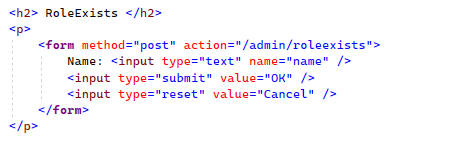 <h2> RoleExists </h2>
<p>
<form method="post" action="/admin/roleexists">
Name: <input type="text" name="name" />
<input type="submit" value="OK" />
<input type="reset" value="Cancel" />
</form>
</p>